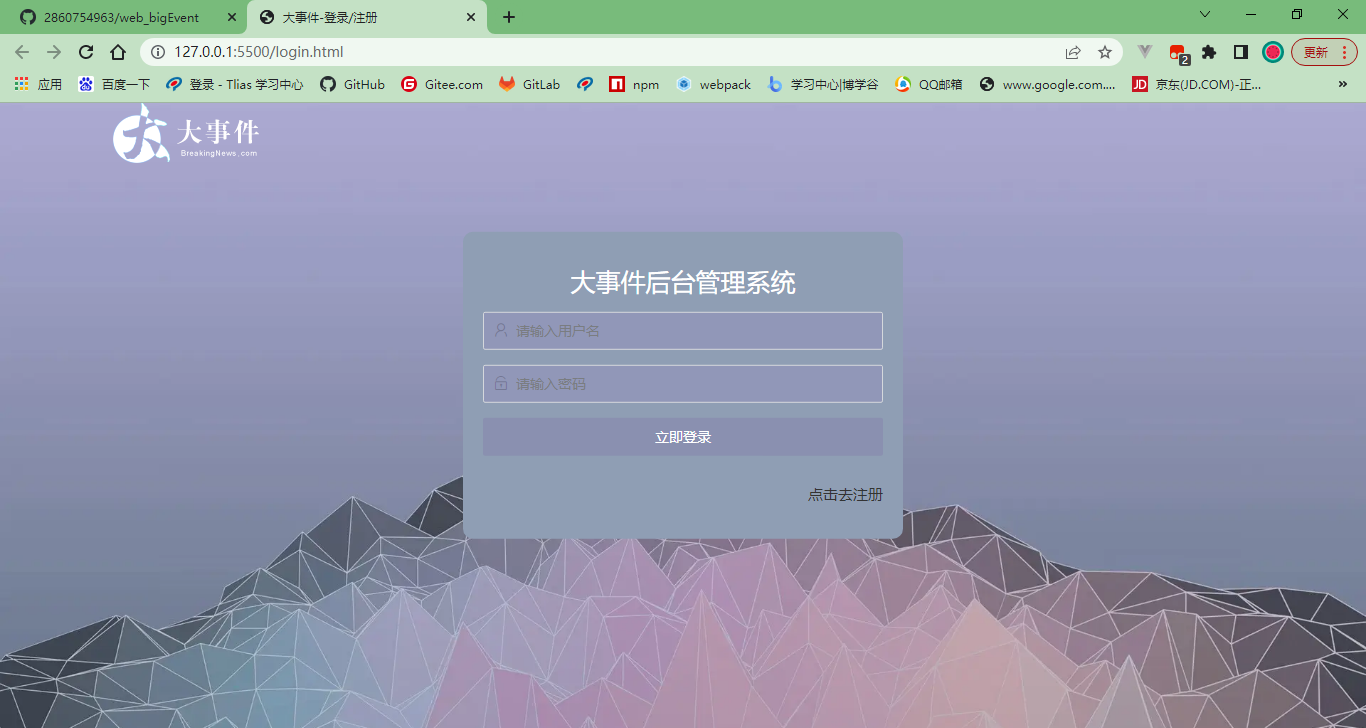 2860754963/web_bigEvent
大事件-登录/注册
127.0.0.1:5500/login.html
2
更新
应用
百度一下
登录 - Tlias 学习中心
GitHub
Gitee.com
GitLab
npm
webpack
学习中心|博学谷
QQ邮箱
www.google.com....
JD
京东(JD.COM)-正...
»
大事件
BreakingNews.com
大事件后台管理系统
请输入用户名
请输入密码
立即登录
点击去注册